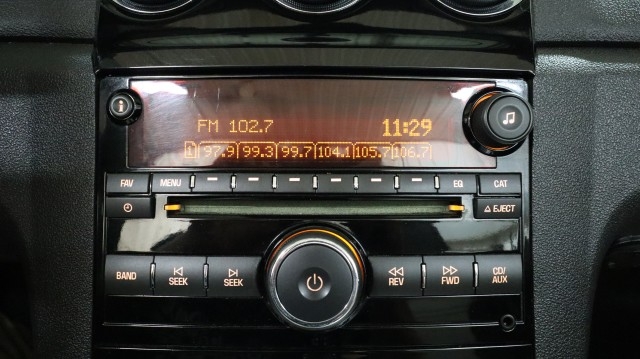 FM 102.7 11:29
1 97.9 99.3 99.7 104.1 105.7 106.7
FAV MENU EQ CAT
EJECT
BAND SEEK SEEK REV FWD CD/AUX